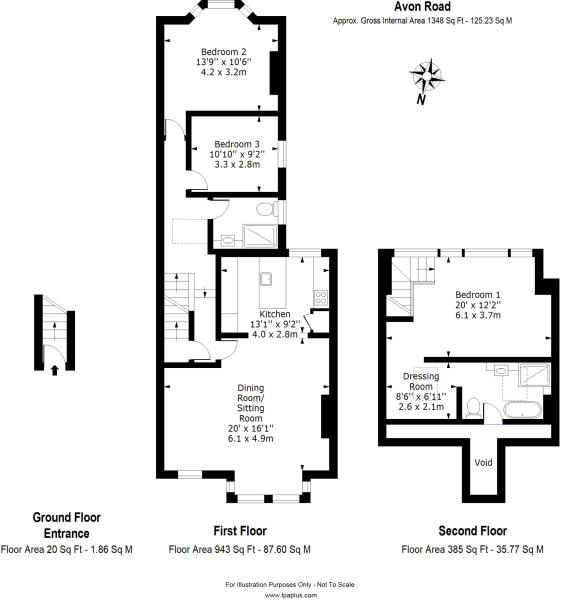 Avon Road
Approx. Gross Internal Area 1348 Sq Ft - 125.23 Sq M
N
Bedroom 2
13'9" x 10'6"
4.2 x 3.2m
Bedroom 3
10'10" x 9'2"
3.3 x 2.8m
Kitchen
13'1" x 9'2"
4.0 x 2.8m
Dining
Room/
Sitting
Room
20' x 16'1"
6.1 x 4.9m
Bedroom 1
20' x 12'2"
6.1 x 3.7m
Dressing
Room
8'6" x 6'11"
2.6 x 2.1m
Void
Ground Floor
Entrance
Floor Area 20 Sq Ft - 1.86 Sq M
First Floor
Floor Area 943 Sq Ft - 87.60 Sq M
Second Floor
Floor Area 385 Sq Ft - 35.77 Sq M
For Illustration Purposes Only - Not To Scale
www.lpaplus.com